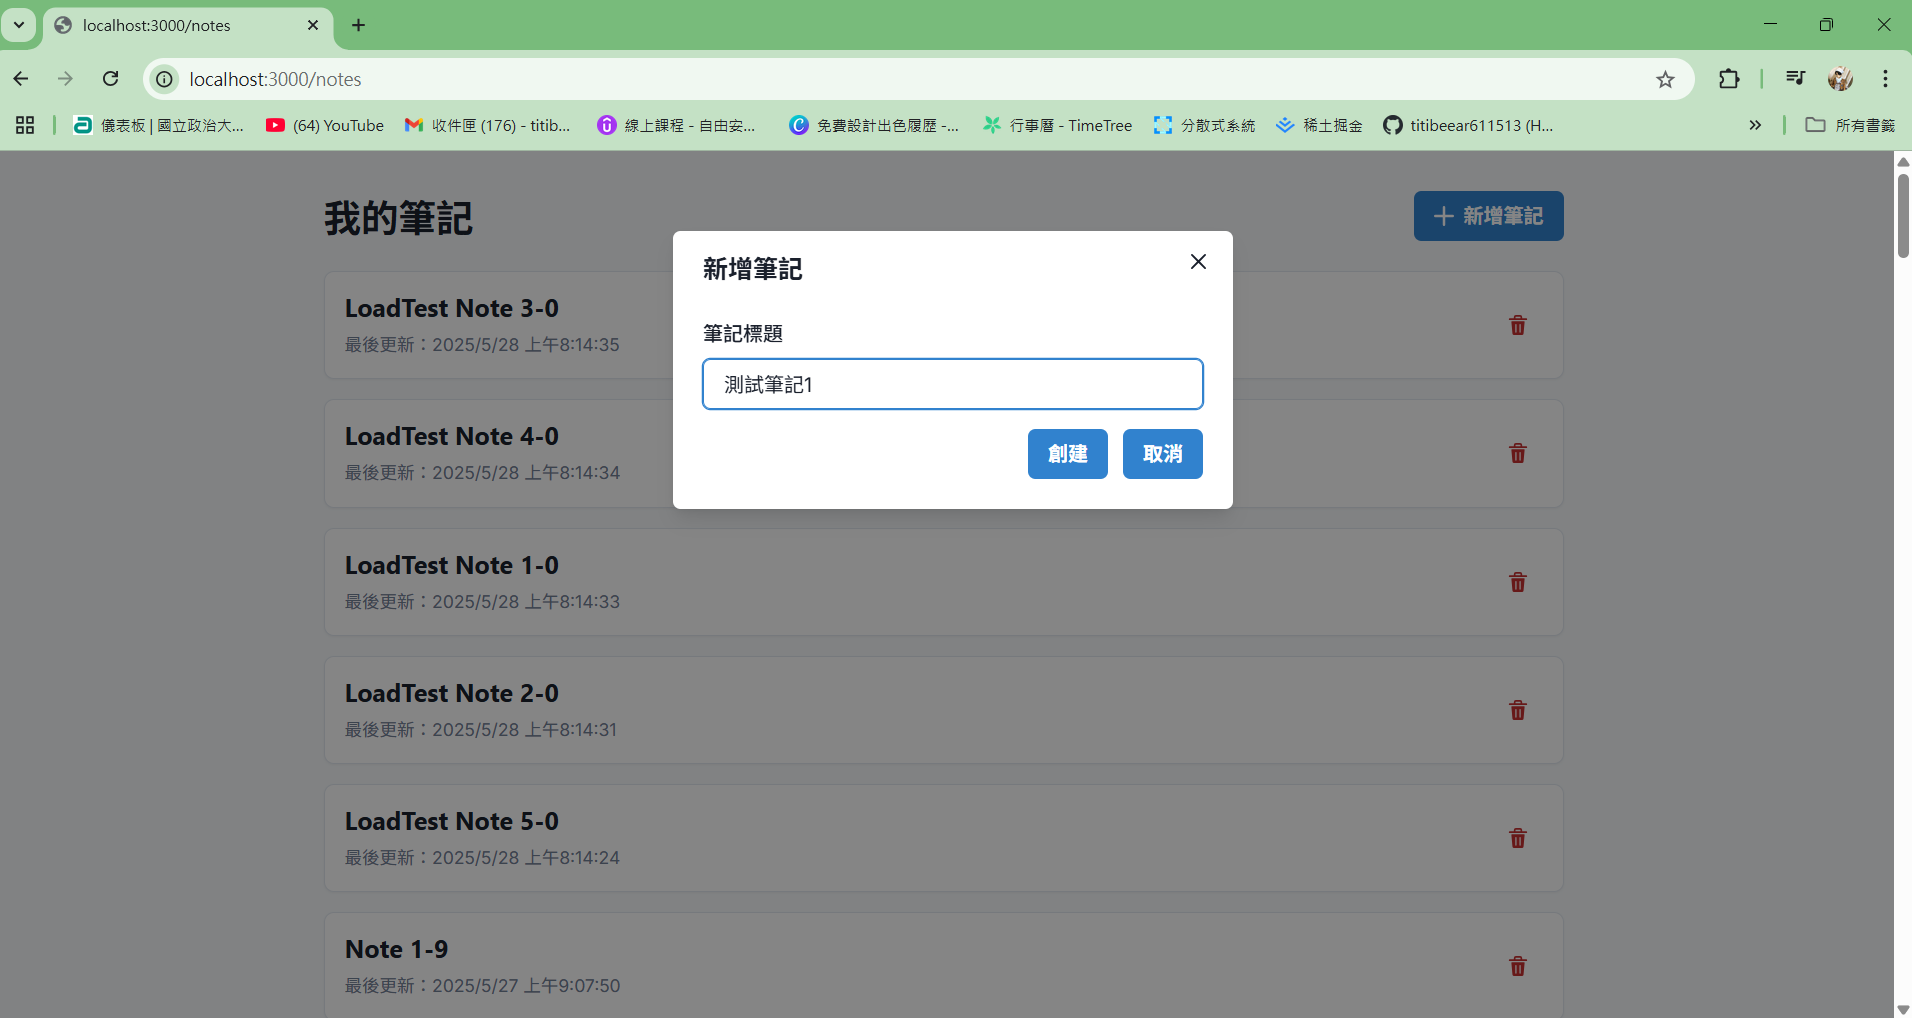 localhost:3000/notes
localhost:3000/notes
儀表板 | 國立政治大...
(64) YouTube
收件匣 (176) - titib...
線上課程 - 自由安...
免費設計出色履歷 -...
行事曆 - TimeTree
分散式系統
稀土掘金
titibeear611513 (H...
所有書籤
我的筆記
新增筆記
新增筆記
筆記標題
測試筆記1
創建
取消
LoadTest Note 3-0
最後更新：2025/5/28 上午8:14:35
LoadTest Note 4-0
最後更新：2025/5/28 上午8:14:34
LoadTest Note 1-0
最後更新：2025/5/28 上午8:14:33
LoadTest Note 2-0
最後更新：2025/5/28 上午8:14:31
LoadTest Note 5-0
最後更新：2025/5/28 上午8:14:24
Note 1-9
最後更新：2025/5/27 上午9:07:50